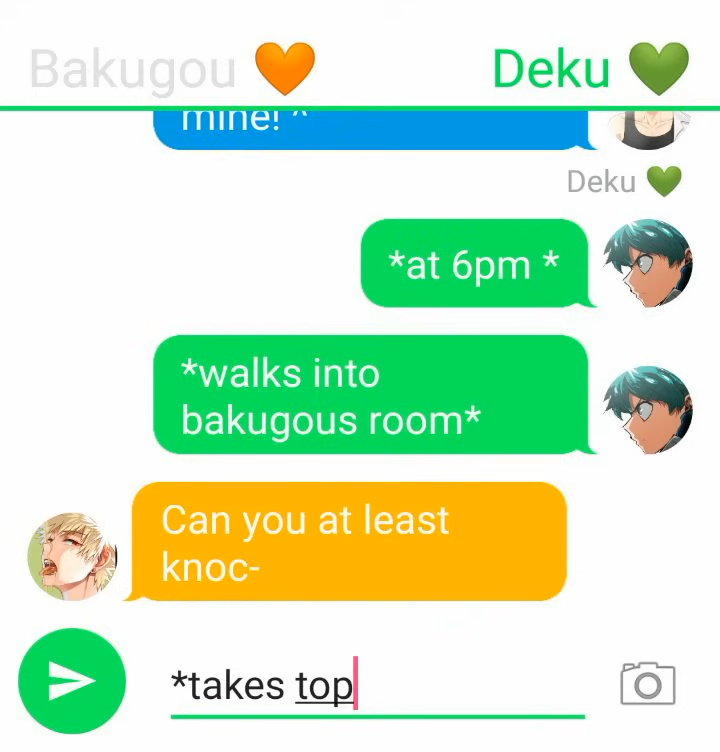 Bakugou 🧡 Deku 💚
mine! ^
Deku 💚
*at 6pm *
*walks into
bakugous room*
Can you at least
knoc-
*takes top